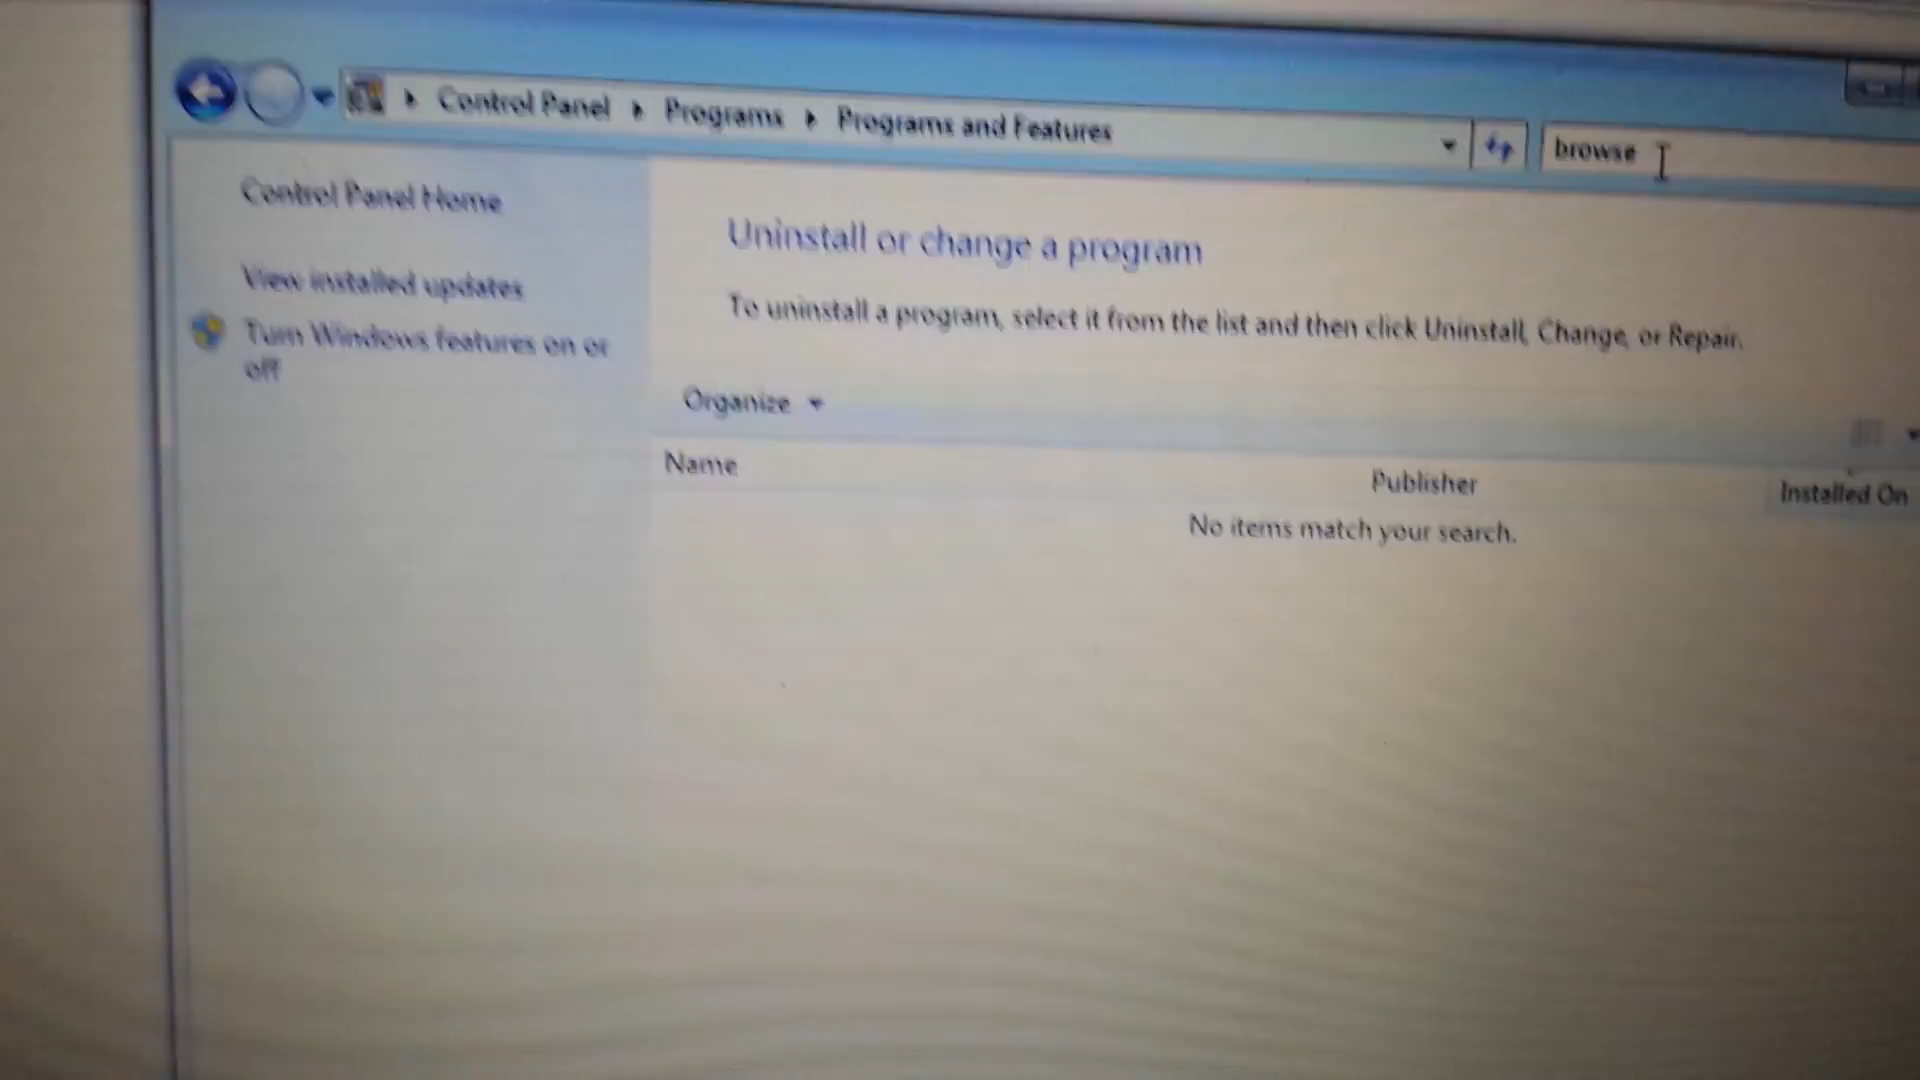 Control Panel Programs Programs and Features
browse
Control Panel Home
View installed updates
Turn Windows features on or
off
Uninstall or change a program
To uninstall a program, select it from the list and then click Uninstall, Change, or Repair.
Organize
Name Publisher Installed On
No items match your search.